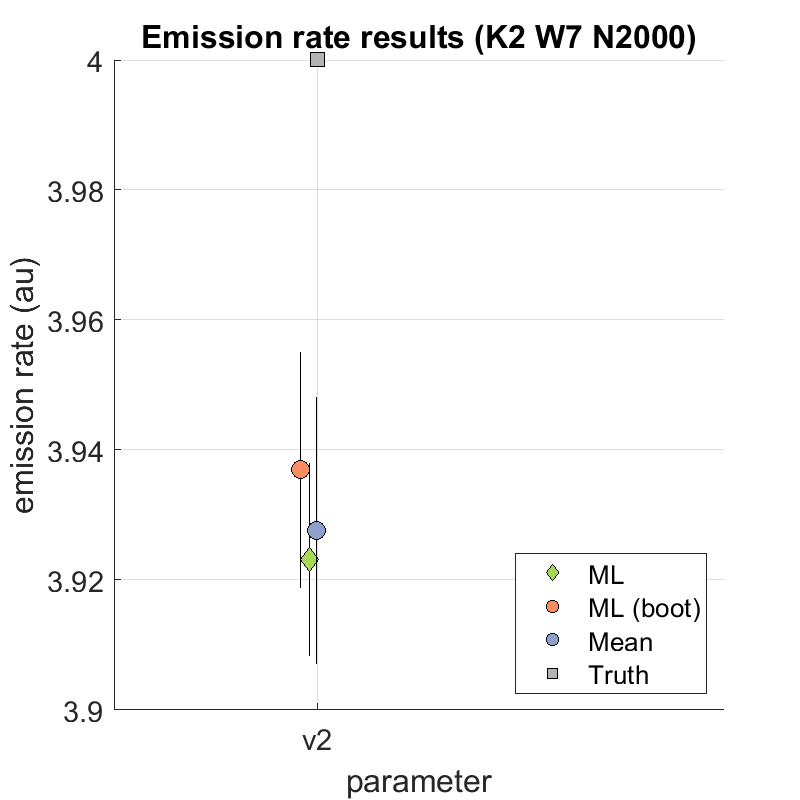 Emission rate results (K2 W7 N2000)
4
3.98
3.96
3.94
3.92
3.9
emission rate (au)
v2
parameter
ML
ML (boot)
Mean
Truth